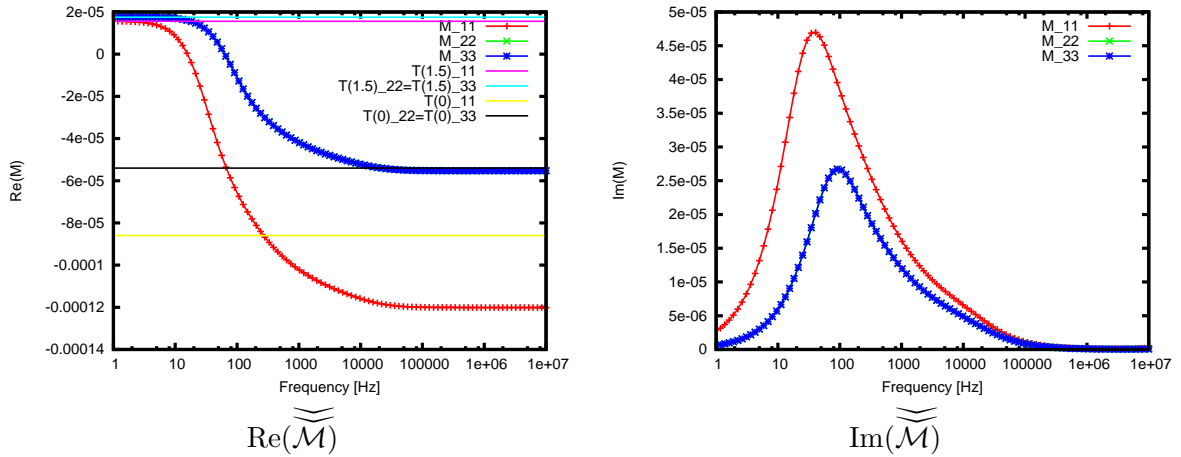 Re(M)
2e-05
0
-2e-05
-4e-05
-6e-05
-8e-05
-0.0001
-0.00012
-0.00014
1
10
100
1000
10000
100000
1e+06
1e+07
Frequency [Hz]
M_11
M_22
M_33
T(1.5)_11
T(1.5)_22=T(1.5)_33
T(0)_11
T(0)_22=T(0)_33
Re(ℳ)
Im(M)
5e-05
4.5e-05
4e-05
3.5e-05
3e-05
2.5e-05
2e-05
1.5e-05
1e-05
5e-06
0
1
10
100
1000
10000
100000
1e+06
1e+07
Frequency [Hz]
M_11
M_22
M_33
Im(ℳ)